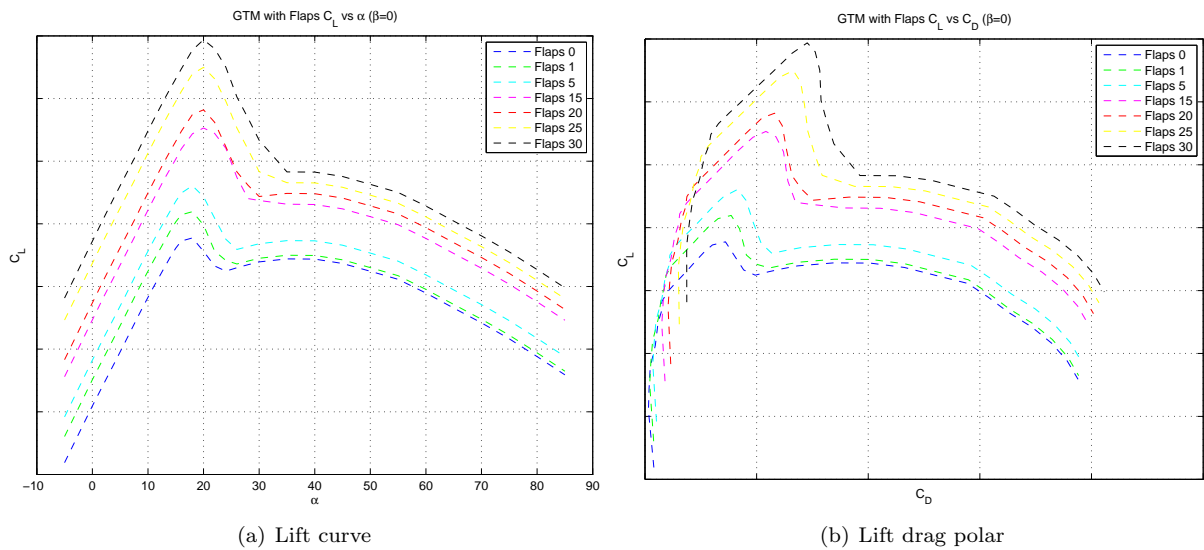 GTM with Flaps C_L vs α (β=0)
C_L
Flaps 0
Flaps 1
Flaps 5
Flaps 15
Flaps 20
Flaps 25
Flaps 30
−10 0 10 20 30 40 50 60 70 80 90
α
(a) Lift curve
GTM with Flaps C_L vs C_D (β=0)
C_L
Flaps 0
Flaps 1
Flaps 5
Flaps 15
Flaps 20
Flaps 25
Flaps 30
C_D
(b) Lift drag polar